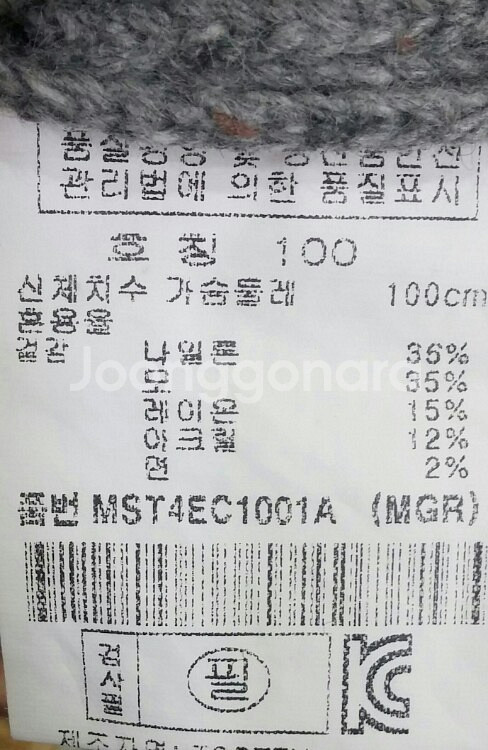 품질경영 및 공산품안전
관리법에 의한 품질표시
호 칭 100
신체치수 가슴둘레 100cm
혼용율
겉감 나일론 36%
모 35%
레이온 15%
아크릴 12%
면 2%
품번 MST4EC1001A (MGR)
검사필 필
Joonggonara